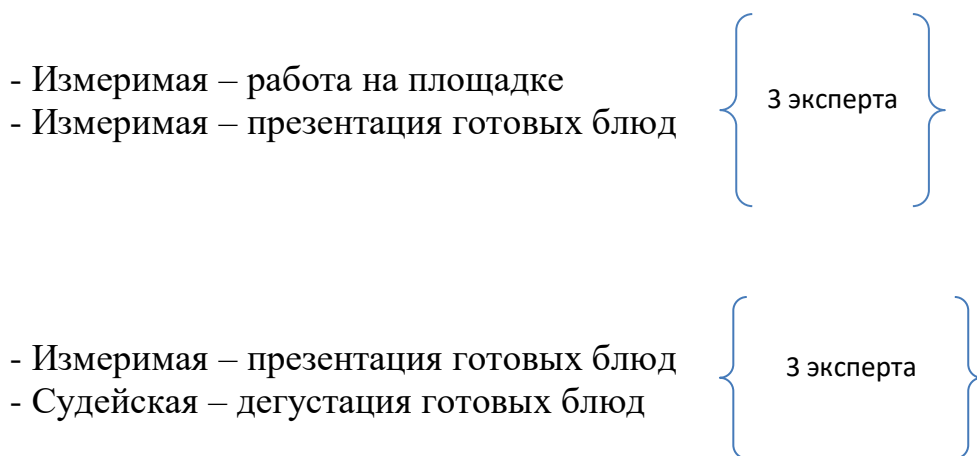 - Измеримая – работа на площадке
- Измеримая – презентация готовых блюд
3 эксперта
- Измеримая – презентация готовых блюд
- Судейская – дегустация готовых блюд
3 эксперта